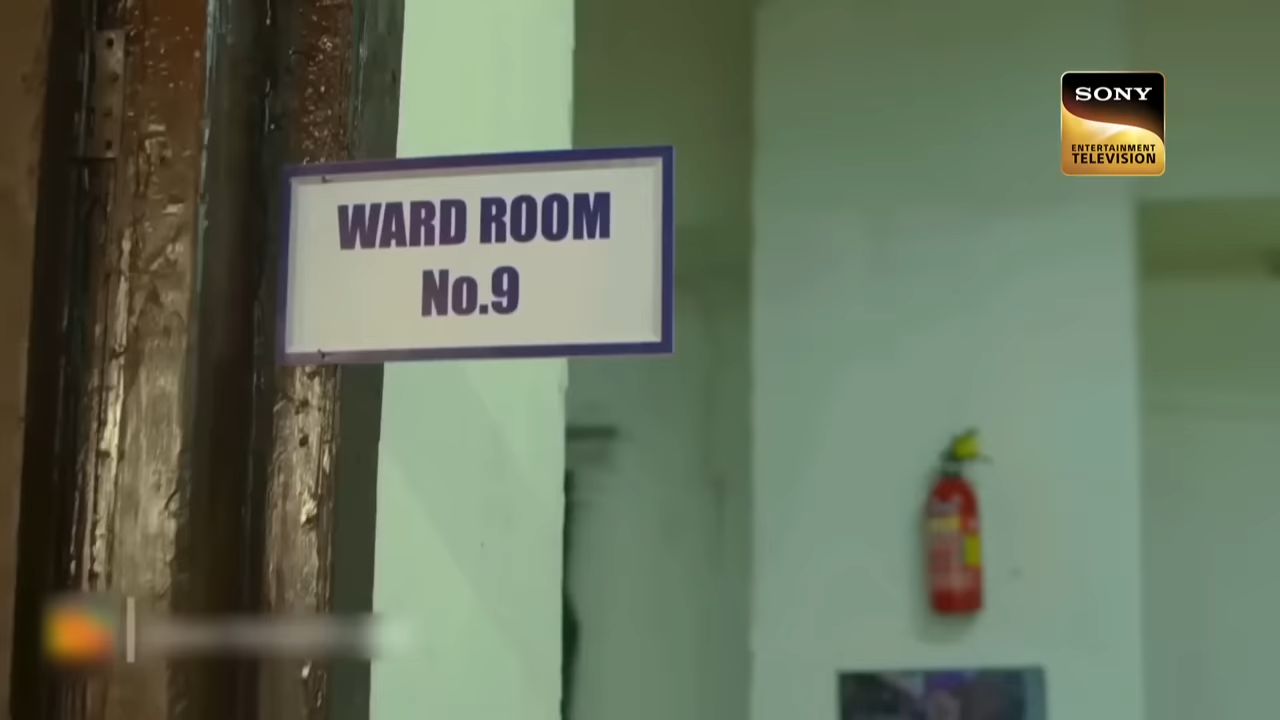 WARD ROOM
No.9
SONY
ENTERTAINMENT
TELEVISION